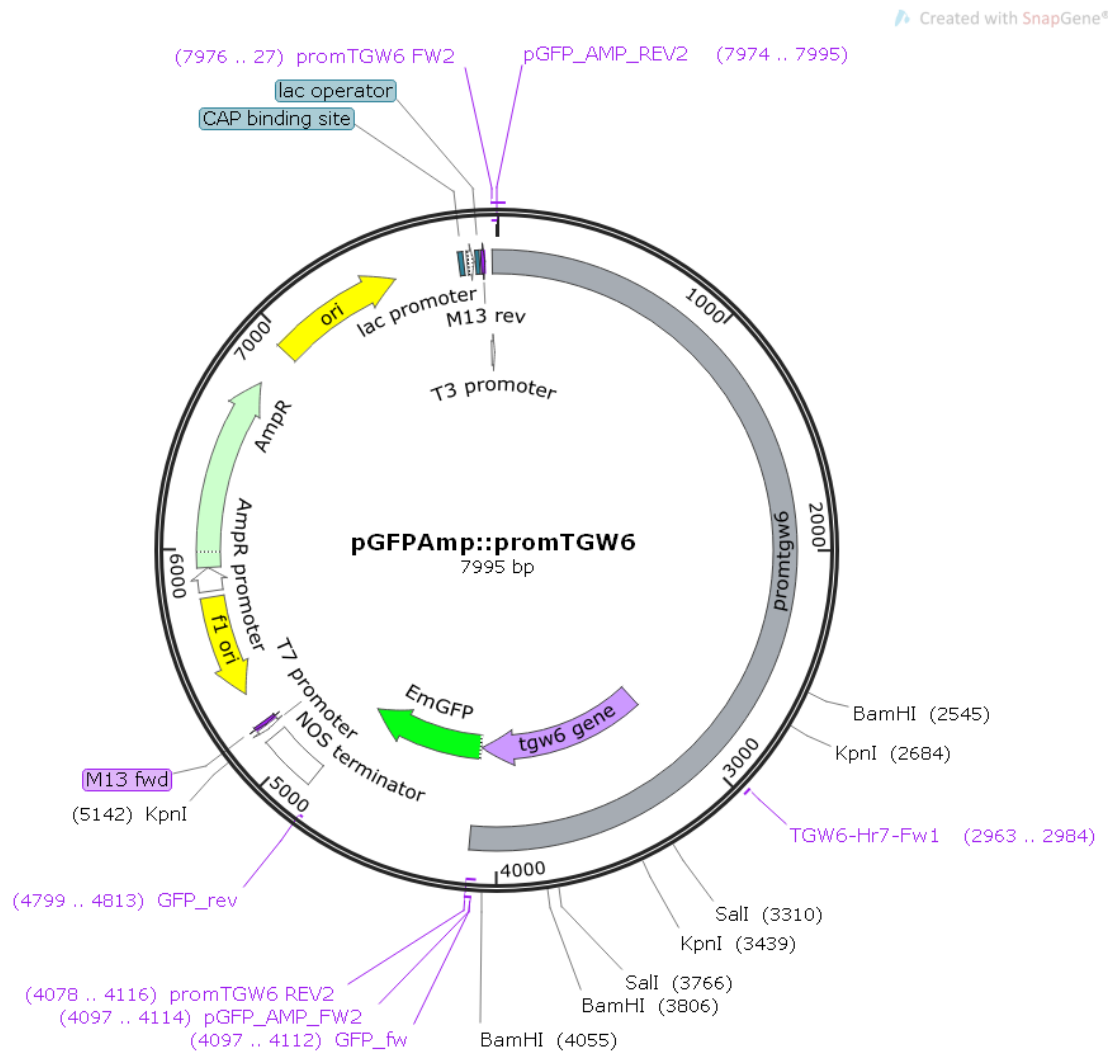 Created with SnapGene®
(7976 .. 27) promTGW6 FW2
pGFP_AMP_REV2 (7974 .. 7995)
lac operator
CAP binding site
ori
lac promoter
M13 rev
T3 promoter
1000
7000
AmpR
2000
promtgw6
pGFPAmp::promTGW6
7995 bp
6000
AmpR promoter
f1 ori
T7 promoter
NOS terminator
EmGFP
tgw6 gene
BamHI (2545)
KpnI (2684)
3000
M13 fwd
5000
(5142) KpnI
TGW6-Hr7-Fw1 (2963 .. 2984)
4000
(4799 .. 4813) GFP_rev
SalI (3310)
KpnI (3439)
SalI (3766)
(4078 .. 4116) promTGW6 REV2
BamHI (3806)
(4097 .. 4114) pGFP_AMP_FW2
(4097 .. 4112) GFP_fw
BamHI (4055)